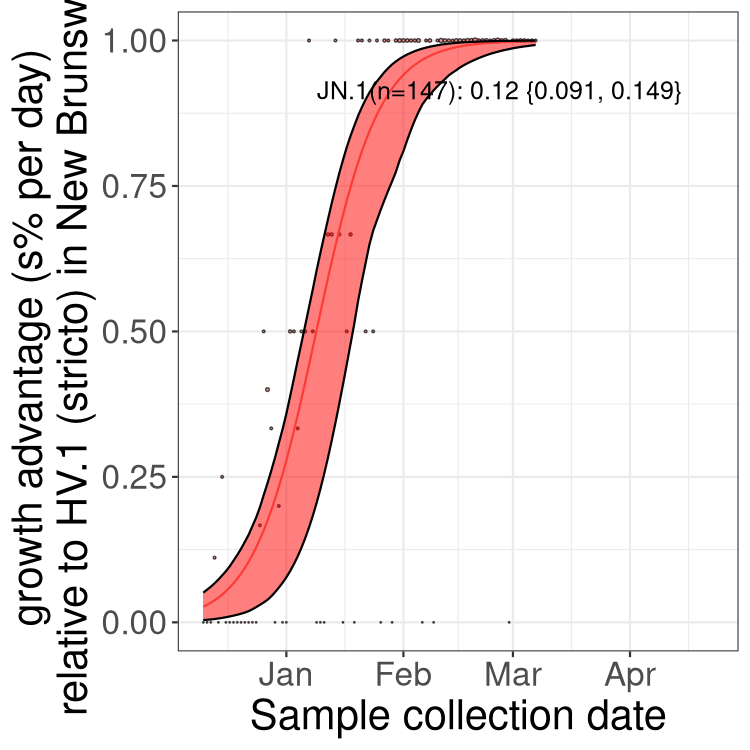 growth advantage (s% per day)
relative to HV.1 (stricto) in New Brunsw
1.00
0.75
0.50
0.25
0.00
JN.1(n=147): 0.12 {0.091, 0.149}
Jan Feb Mar Apr
Sample collection date